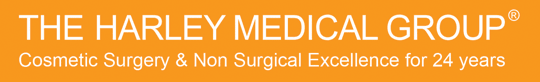 THE HARLEY MEDICAL GROUP®
Cosmetic Surgery & Non Surgical Excellence for 24 years